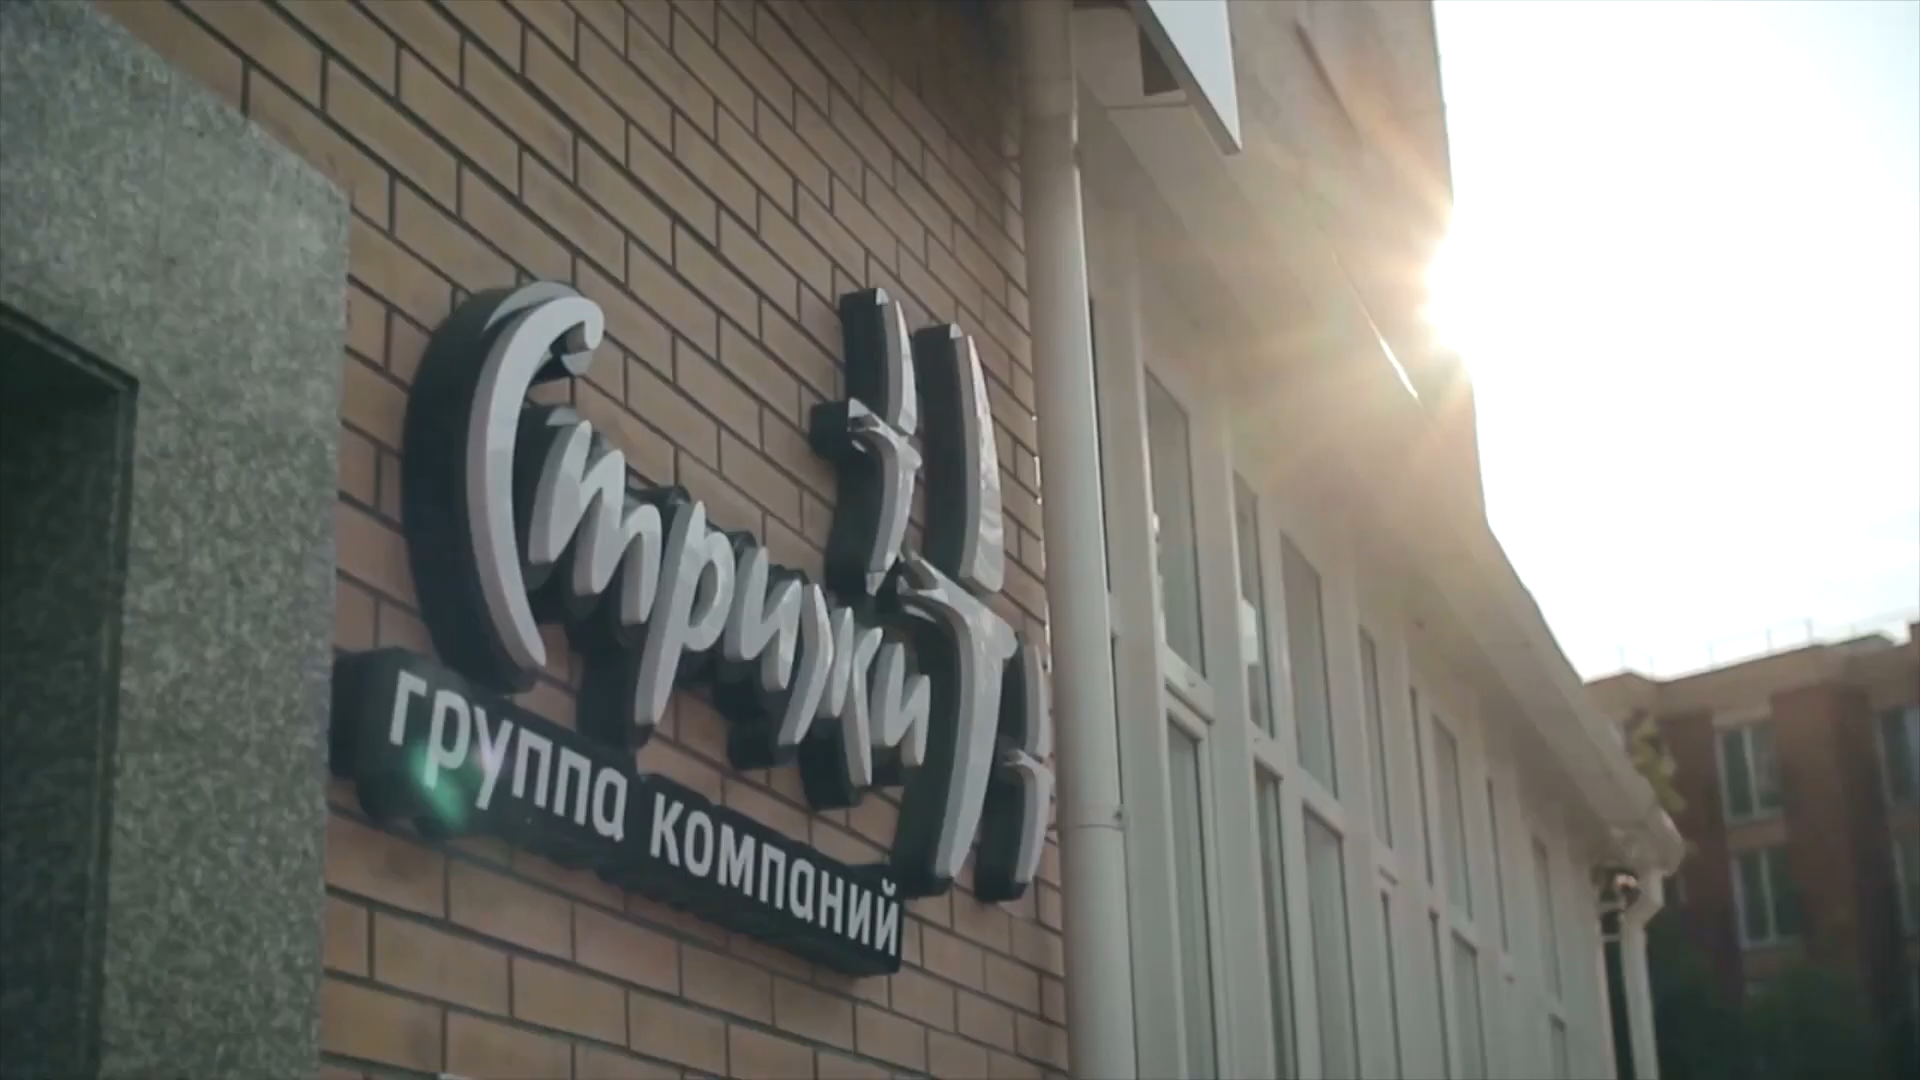 Стрижи
группа компаний